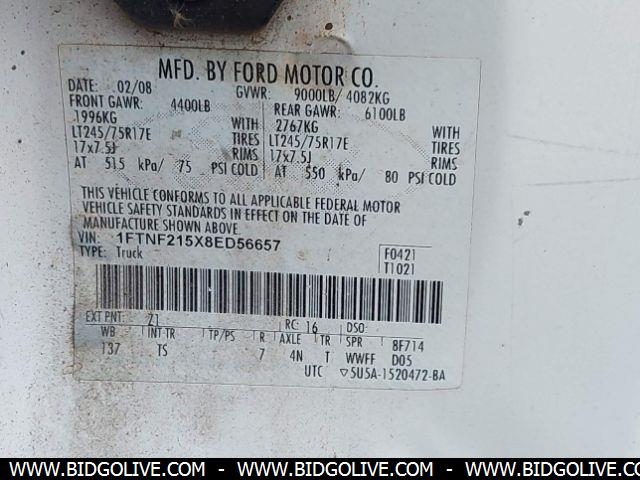 MFD. BY FORD MOTOR CO.
DATE: 02/08 GVWR: 9000LB/ 4082KG
FRONT GAWR: 4400LB REAR GAWR: 6100LB
1996KG WITH 2767KG WITH
LT245/75R17E TIRES LT245/75R17E TIRES
17x7.5J RIMS 17x7.5J RIMS
AT 515 kPa/ 75 PSI COLD AT 550 kPa/ 80 PSI COLD
THIS VEHICLE CONFORMS TO ALL APPLICABLE FEDERAL MOTOR
VEHICLE SAFETY STANDARDS IN EFFECT ON THE DATE OF
MANUFACTURE SHOWN ABOVE.
VIN: 1FTNF215X8ED56657 F0421
TYPE: Truck T1021
EXT PNT: Z1 RC: 16 DSO:
WB INT TR TP/PS R AXLE TR SPR 8F714
137 TS 7 4N T WWFF D05
UTC ▽5U5A-1520472-BA
WWW.BIDGOLIVE.COM - WWW.BIDGOLIVE.COM - WWW.BIDGOLIVE.COM